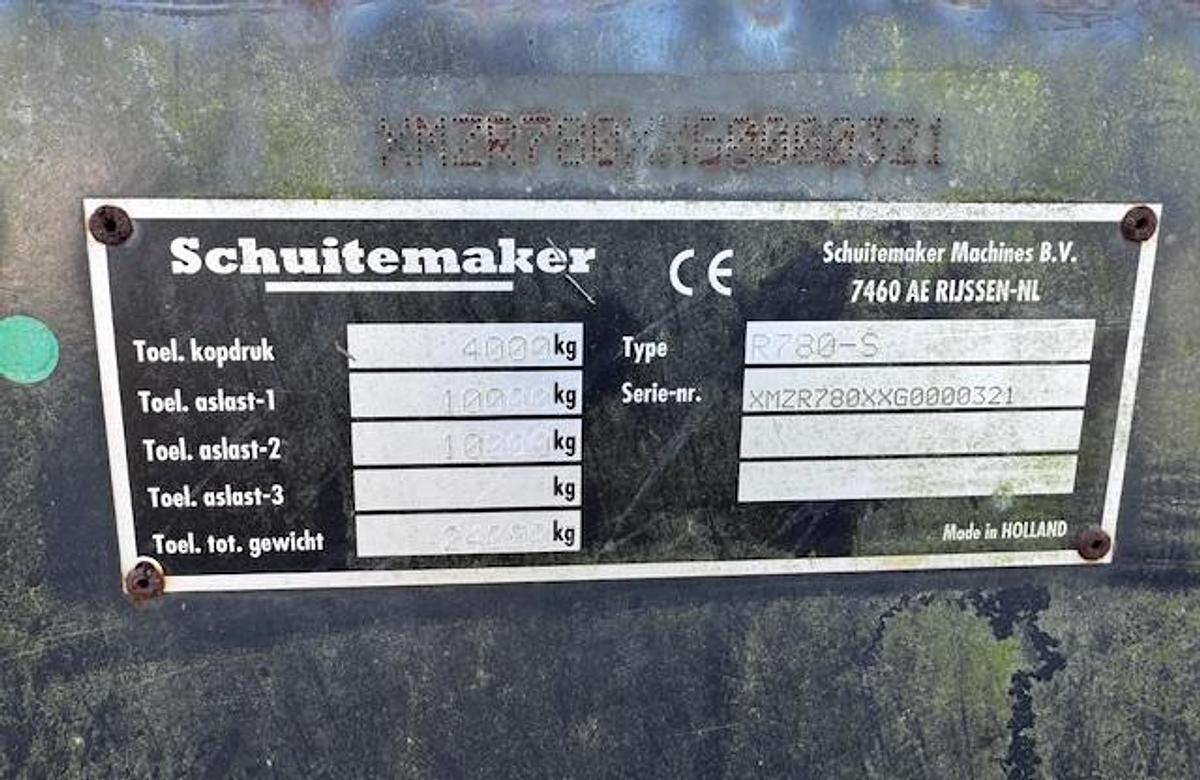 XMZR780XXG0000321
Schuitemaker
CE
Schuitemaker Machines B.V.
7460 AE RIJSSEN-NL
Toel. kopdruk 4000 kg
Type R780-S
Toel. aslast-1 kg
Serie-nr. XMZR780XXG0000321
Toel. aslast-2 kg
Toel. aslast-3 kg
Toel. tot. gewicht kg
Made in HOLLAND